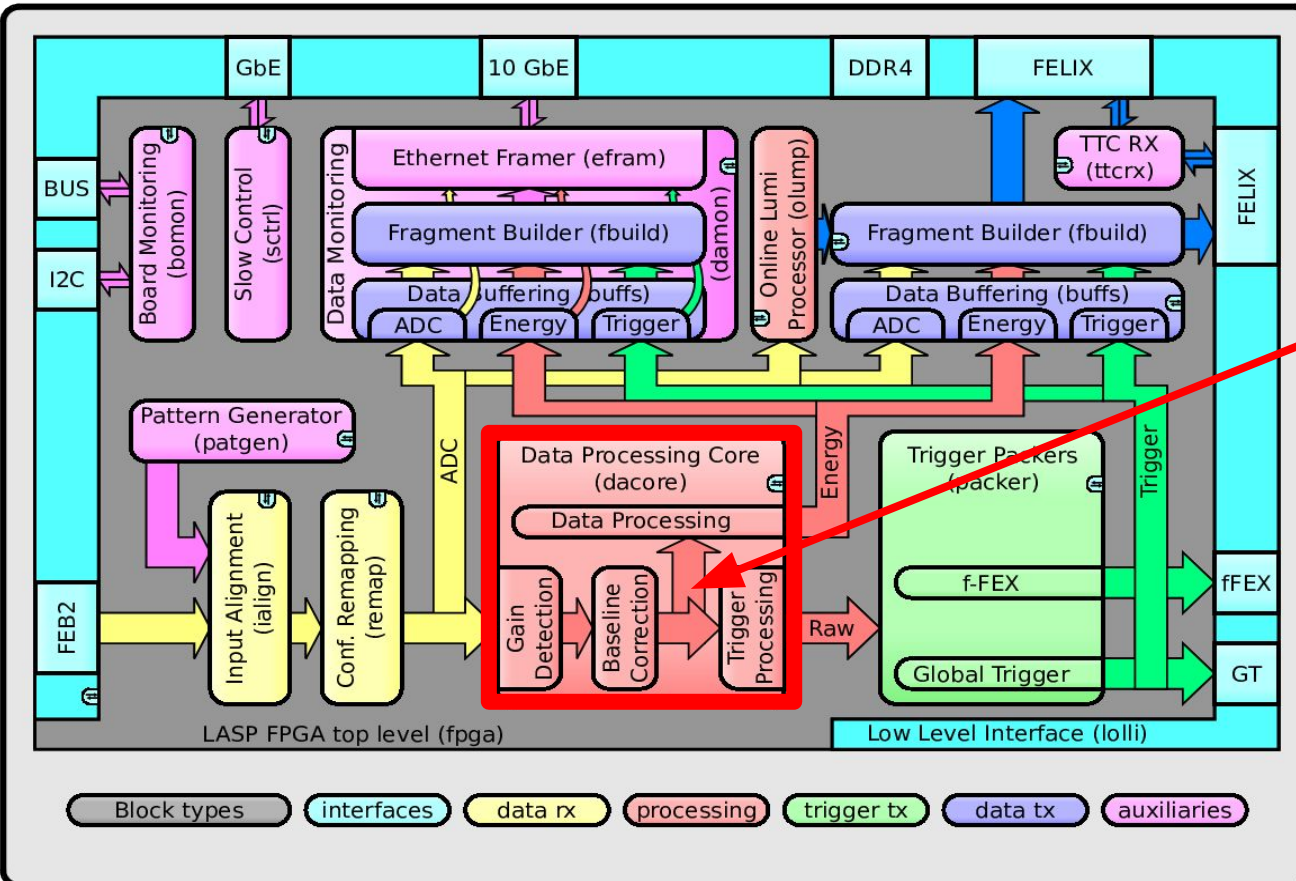 GbE
10 GbE
DDR4
FELIX
BUS
I2C
FEB2
Board Monitoring
(bomon)
Slow Control
(sctrl)
Data Monitoring
(damon)
Ethernet Framer (efram)
Fragment Builder (fbuild)
Data Buffering (buffs)
ADC
Energy
Trigger
Online Lumi
Processor (olump)
TTC RX
(ttcrx)
FELIX
Fragment Builder (fbuild)
Data Buffering (buffs)
ADC
Energy
Trigger
Pattern Generator
(patgen)
Input Alignment
(ialign)
Conf. Remapping
(remap)
ADC
Data Processing Core
(dacore)
Data Processing
Gain
Detection
Baseline
Correction
Trigger
Processing
Energy
Raw
Trigger Packers
(packer)
f-FEX
Global Trigger
Trigger
fFEX
GT
LASP FPGA top level (fpga)
Low Level Interface (lolli)
Block types
interfaces
data rx
processing
trigger tx
data tx
auxiliaries